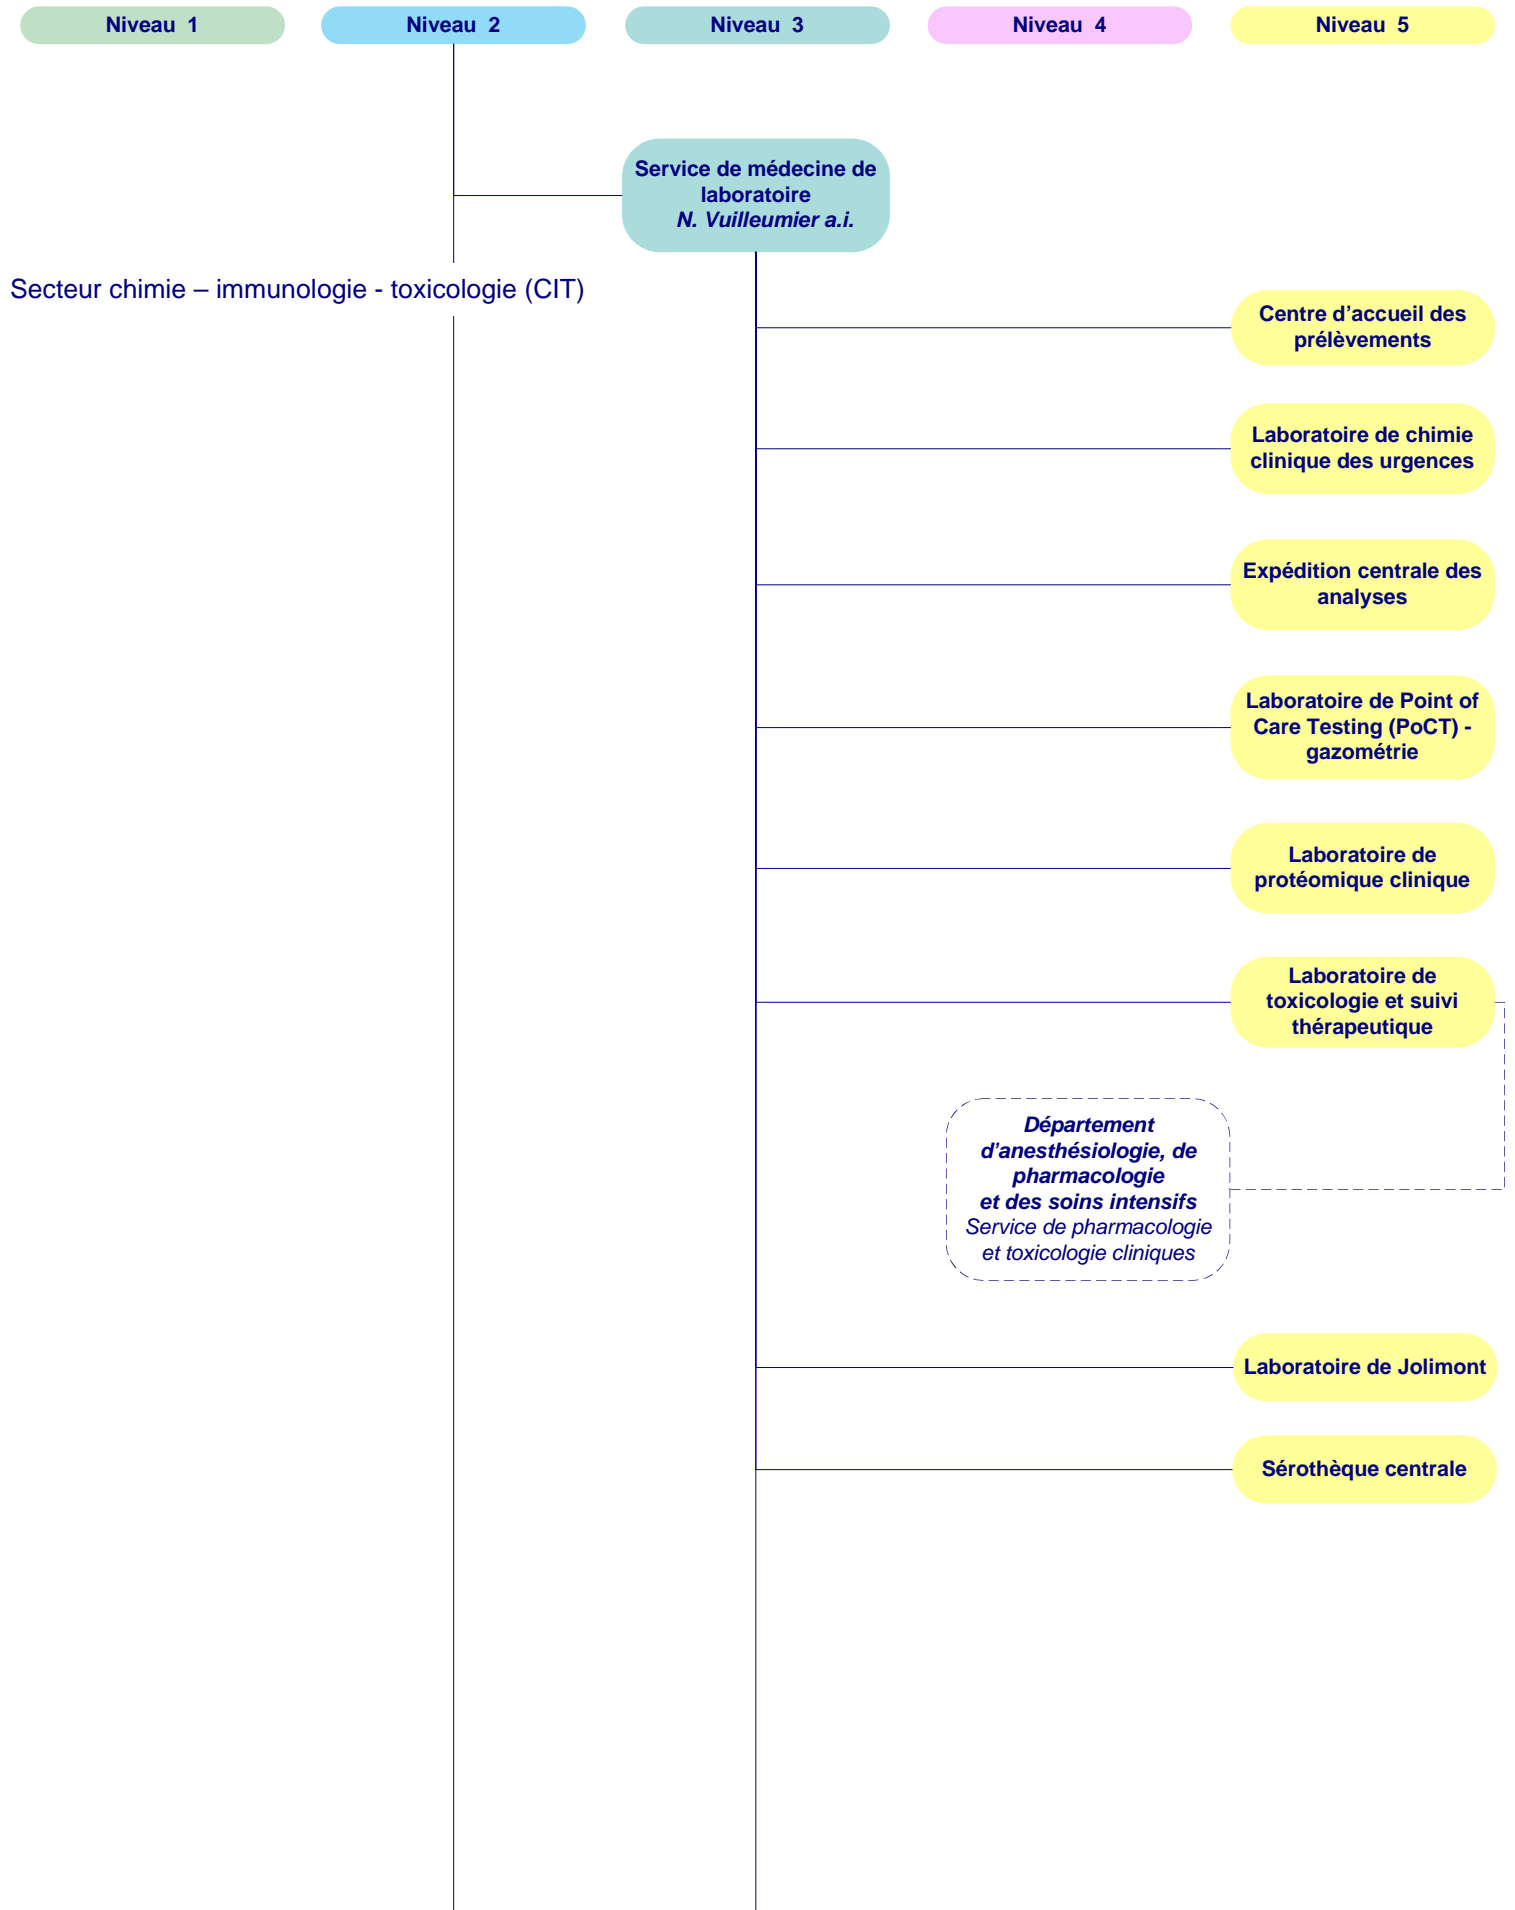 Niveau 1
Niveau 2
Niveau 3
Niveau 4
Niveau 5
Service de médecine de
laboratoire
N. Vuilleumier a.i.
Secteur chimie – immunologie - toxicologie (CIT)
Centre d’accueil des
prélèvements
Laboratoire de chimie
clinique des urgences
Expédition centrale des
analyses
Laboratoire de Point of
Care Testing (PoCT) -
gazométrie
Laboratoire de
protéomique clinique
Laboratoire de
toxicologie et suivi
thérapeutique
Département
d’anesthésiologie, de
pharmacologie
et des soins intensifs
Service de pharmacologie
et toxicologie cliniques
Laboratoire de Jolimont
Sérothèque centrale